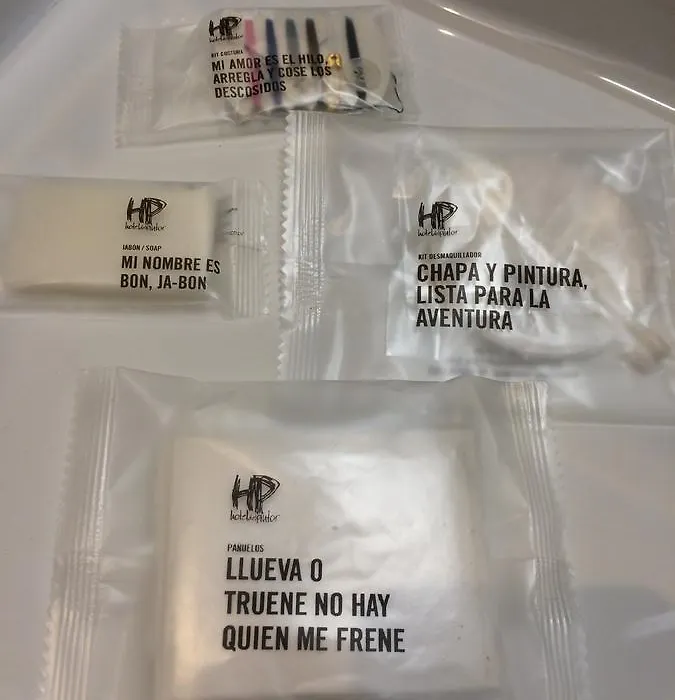 HP
KIT COSTURA
MI AMOR ES EL HILO,
ARREGLA Y COSE LOS
DESCOSIDOS
HP
JABON / SOAP
MI NOMBRE ES
BON, JA-BON
HP
KIT DESMAQUILLADOR
CHAPA Y PINTURA,
LISTA PARA LA
AVENTURA
HP
PAÑUELOS
LLUEVA O
TRUENE NO HAY
QUIEN ME FRENE